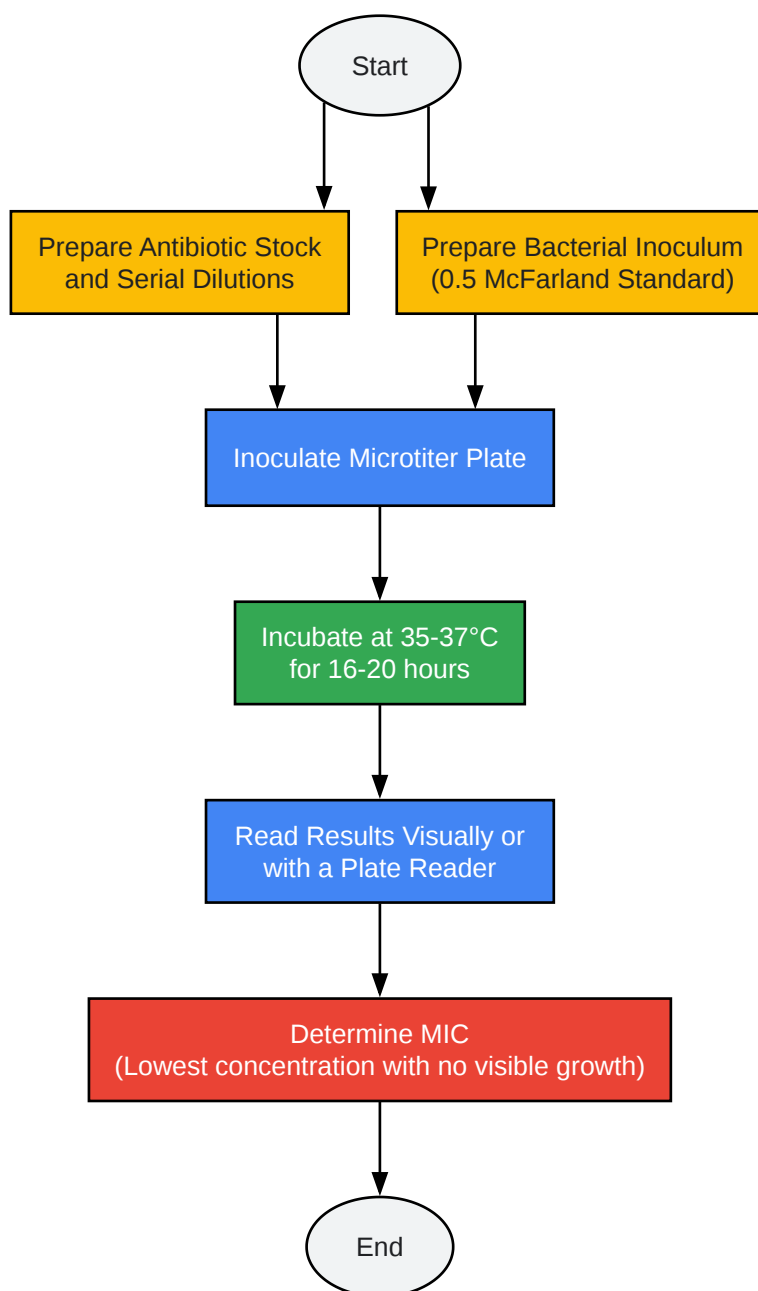 Start
Prepare Antibiotic Stock
and Serial Dilutions
Prepare Bacterial Inoculum
(0.5 McFarland Standard)
Inoculate Microtiter Plate
Incubate at 35-37°C
for 16-20 hours
Read Results Visually or
with a Plate Reader
Determine MIC
(Lowest concentration with no visible growth)
End